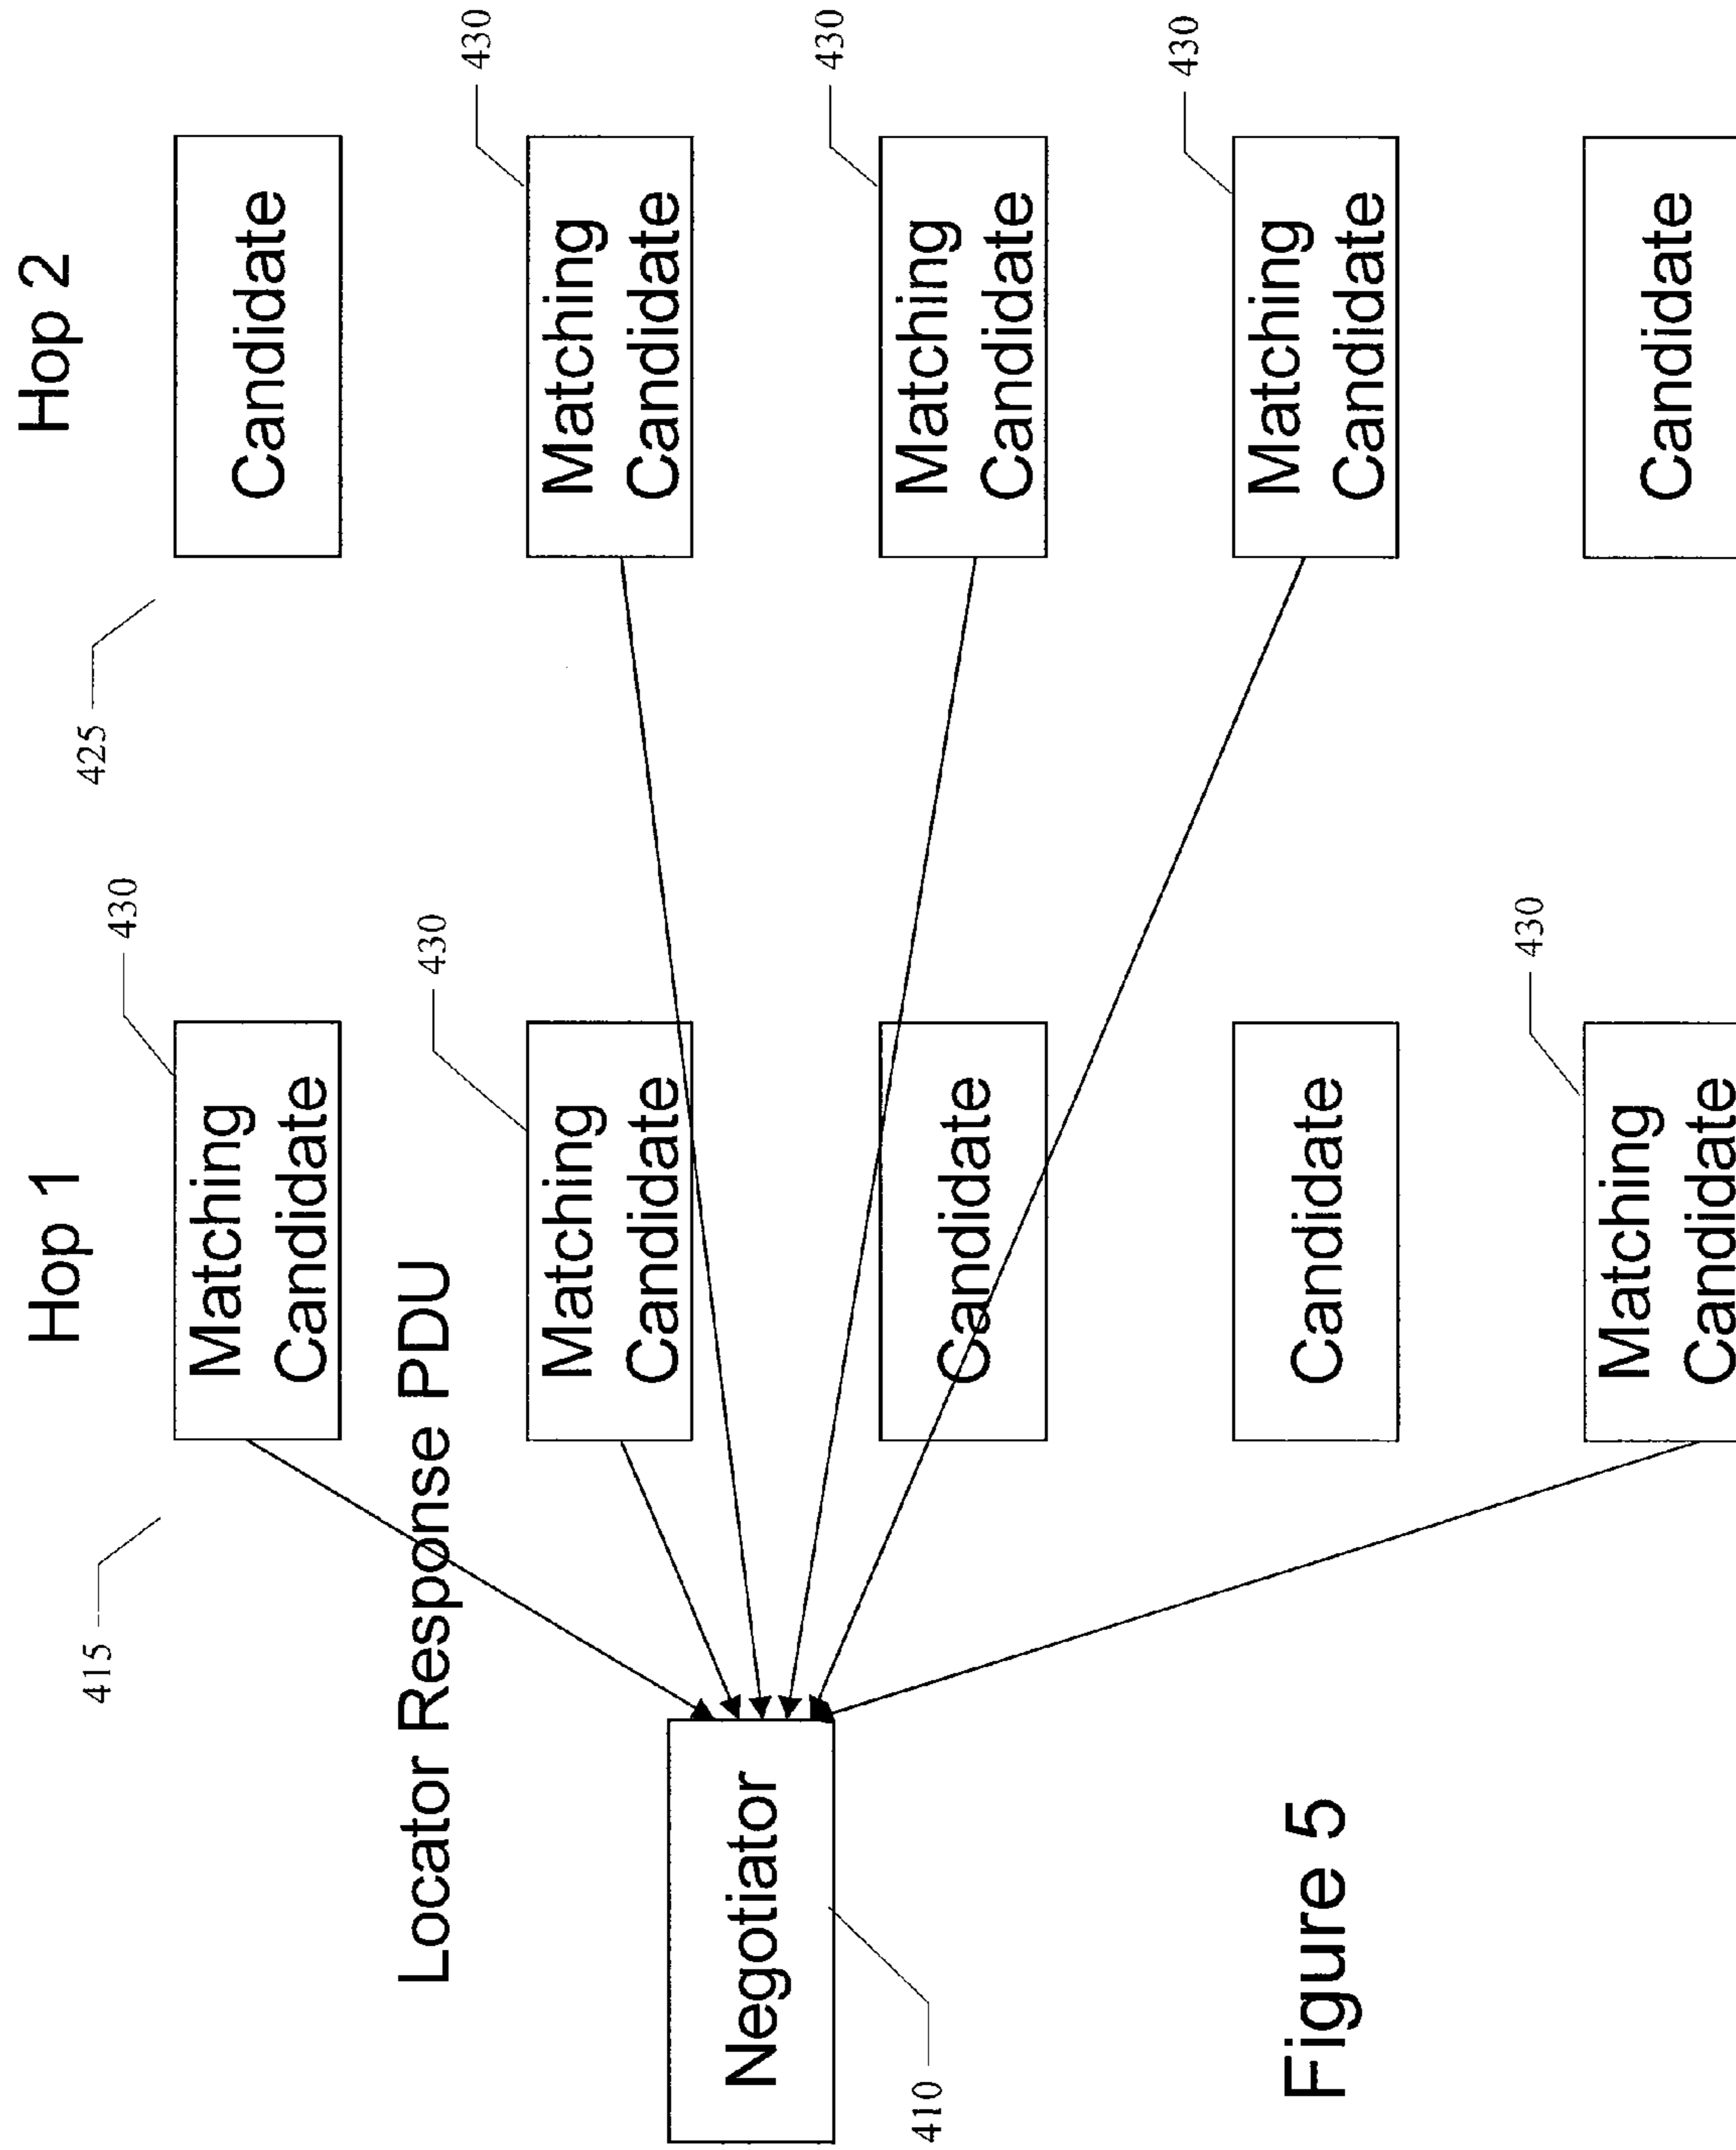 Hop 1
Hop 2
415
430
425
Matching
Candidate
Candidate
Locator Response PDU
430
430
Matching
Candidate
Matching
Candidate
Negotiator
410
430
Candidate
Matching
Candidate
430
Candidate
Matching
Candidate
Figure 5
430
Matching
Candidate
Candidate